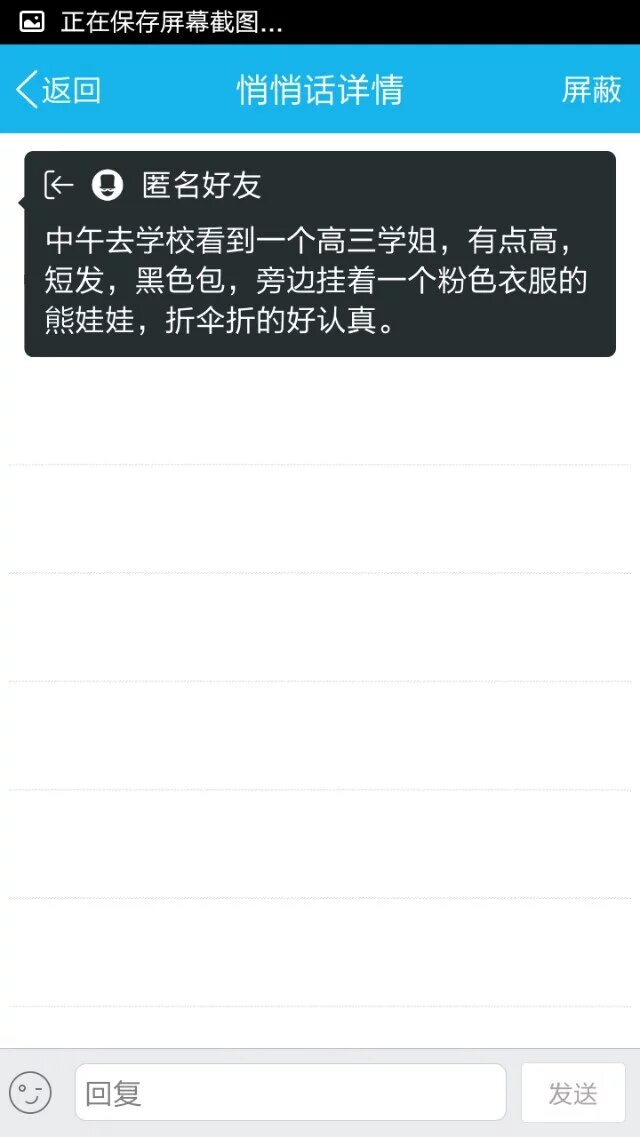 正在保存屏幕截图...
返回
悄悄话详情
屏蔽
匿名好友
中午去学校看到一个高三学姐，有点高，
短发，黑色包，旁边挂着一个粉色衣服的
熊娃娃，折伞折的好认真。
回复
发送